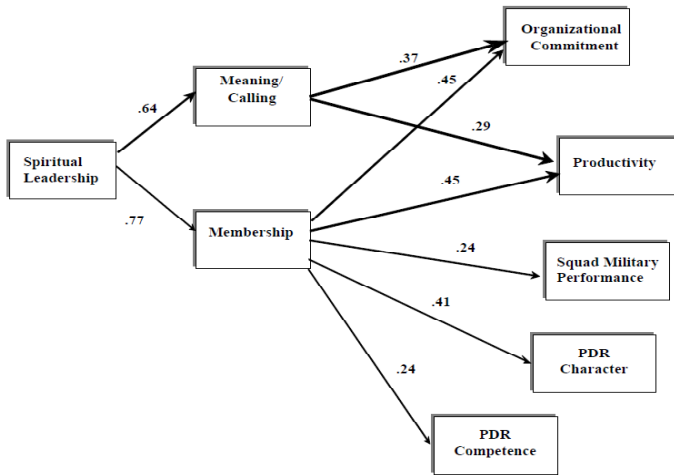 Organizational
Commitment
.37
Meaning/
Calling
.45
.64
.29
Spiritual
Leadership
Productivity
.45
.77
Membership
.24
Squad Military
Performance
.41
PDR
Character
.24
PDR
Competence